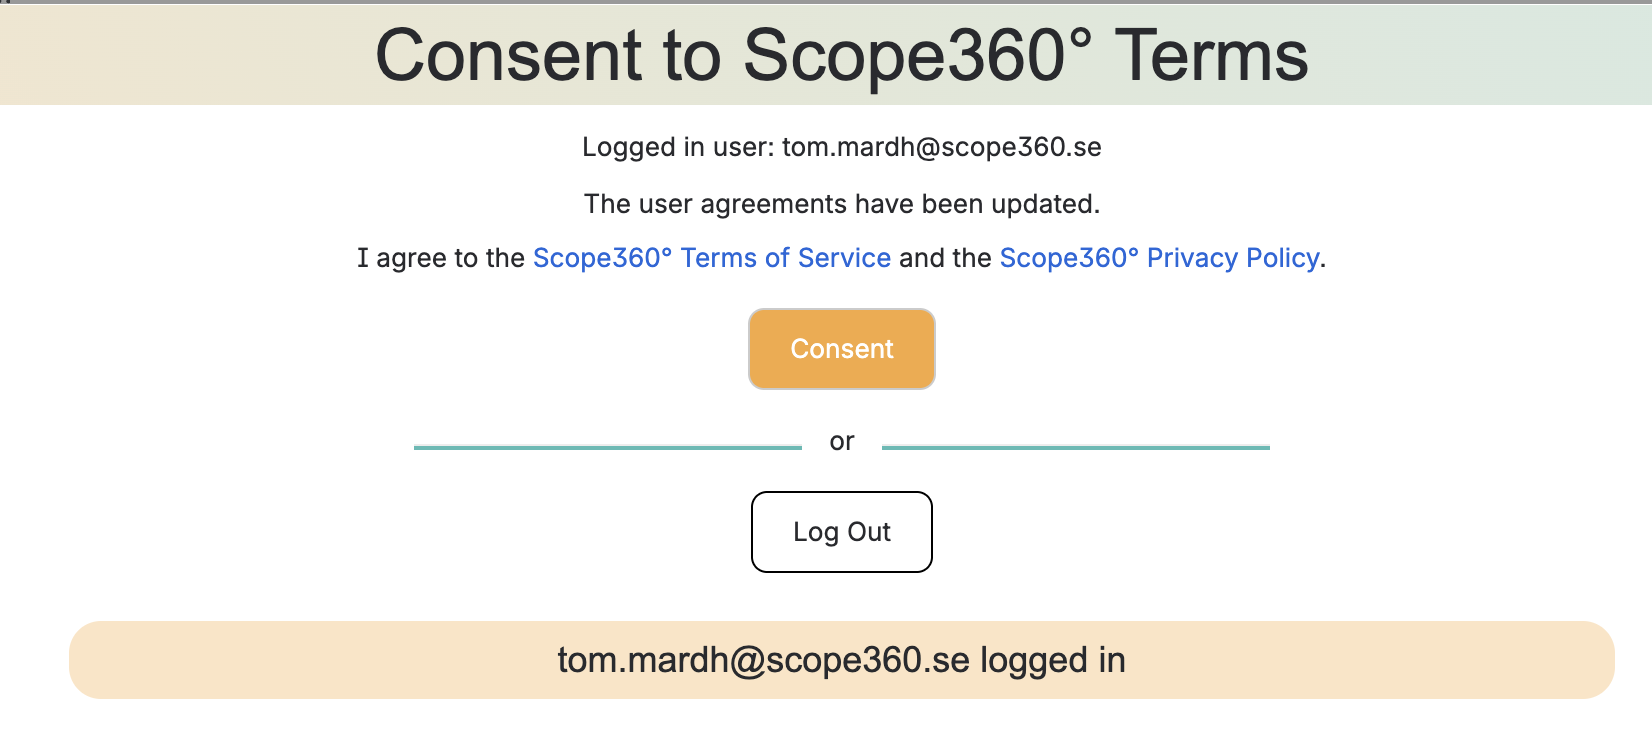 Consent to Scope360° Terms
Logged in user: tom.mardh@scope360.se
The user agreements have been updated.
I agree to the Scope360° Terms of Service and the Scope360° Privacy Policy.
Consent
or
Log Out
tom.mardh@scope360.se logged in